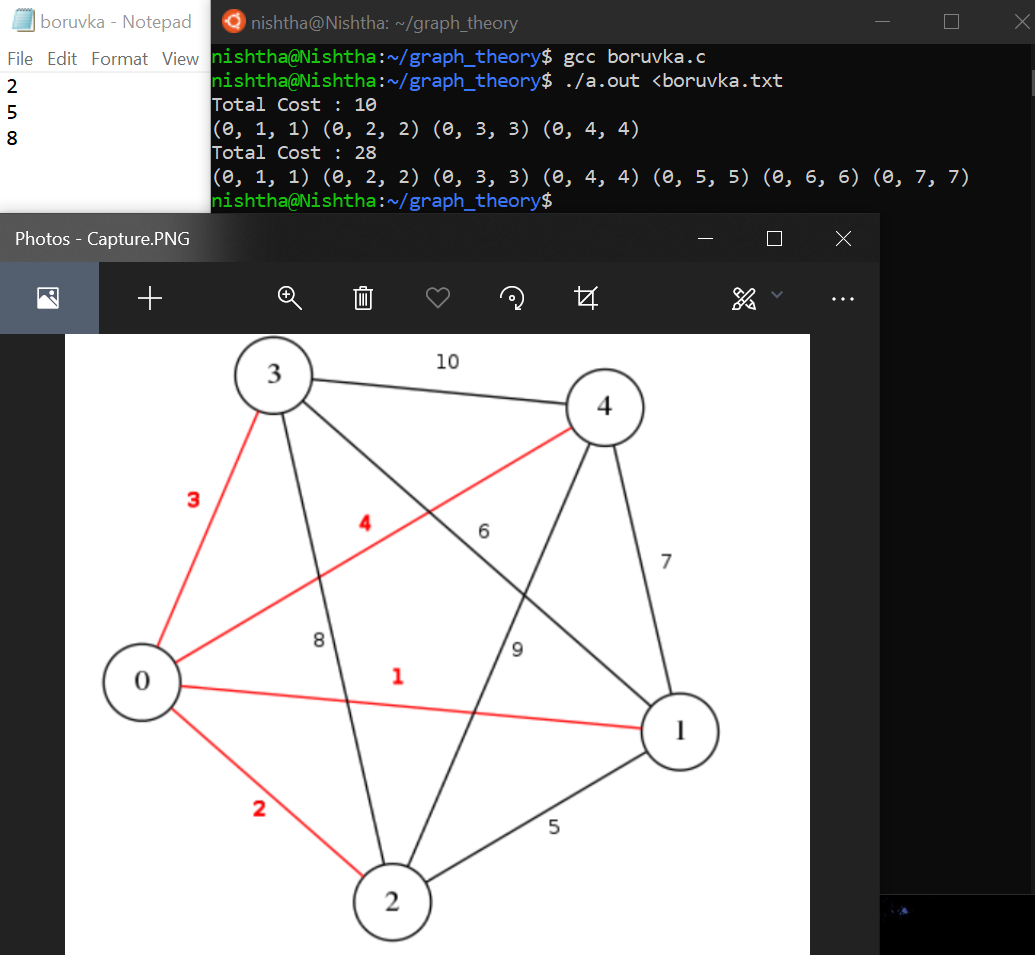 boruvka - Notepad
File Edit Format View
2
5
8
nishtha@Nishtha: ~/graph_theory
nishtha@Nishtha:~/graph_theory$ gcc boruvka.c
nishtha@Nishtha:~/graph_theory$ ./a.out <boruvka.txt
Total Cost : 10
(0, 1, 1) (0, 2, 2) (0, 3, 3) (0, 4, 4)
Total Cost : 28
(0, 1, 1) (0, 2, 2) (0, 3, 3) (0, 4, 4) (0, 5, 5) (0, 6, 6) (0, 7, 7)
nishtha@Nishtha:~/graph_theory$
Photos - Capture.PNG
10
3
4
3
4
6
7
8
9
1
0
1
2
5
2